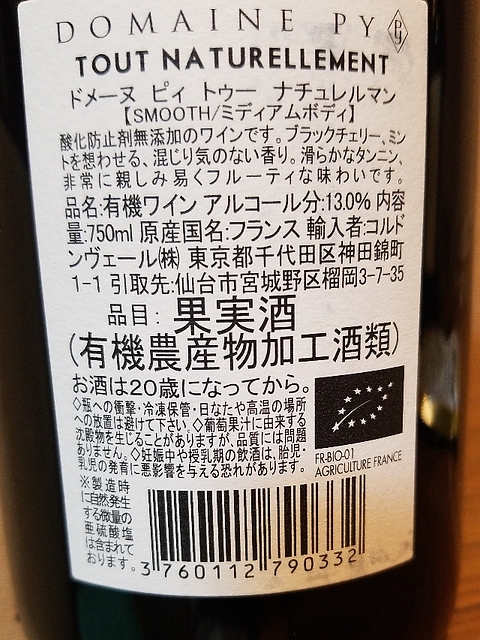 DOMAINE PY
TOUT NATURELLEMENT
ドメーヌ ピィ トゥー ナチュレルマン
【SMOOTH/ミディアムボディ】
酸化防止剤無添加のワインです。ブラックチェリー、ミン
トを想わせる、混じり気のない香り。滑らかなタンニン、
非常に親しみ易くフルーティな味わいです。
品名:有機ワイン アルコール分:13.0% 内容
量:750ml 原産国名:フランス 輸入者:コルド
ンヴェール㈱ 東京都千代田区神田錦町
1-1 引取先:仙台市宮城野区榴岡3-7-35
品目: 果実酒
(有機農産物加工酒類)
お酒は20歳になってから。
◇瓶への衝撃・冷凍保管・日なたや高温の場所
への放置は避けて下さい。◇葡萄果汁に由来する
沈殿物を生じることがありますが、品質には問題
ありません。◇妊娠中や授乳期の飲酒は、胎児・
乳児の発育に悪影響を与える恐れがあります。
FR-BIO-01
AGRICULTURE FRANCE
※製造時
に自然発生
する微量の
亜硫酸塩
は含まれて
おります。
3 760112 790332